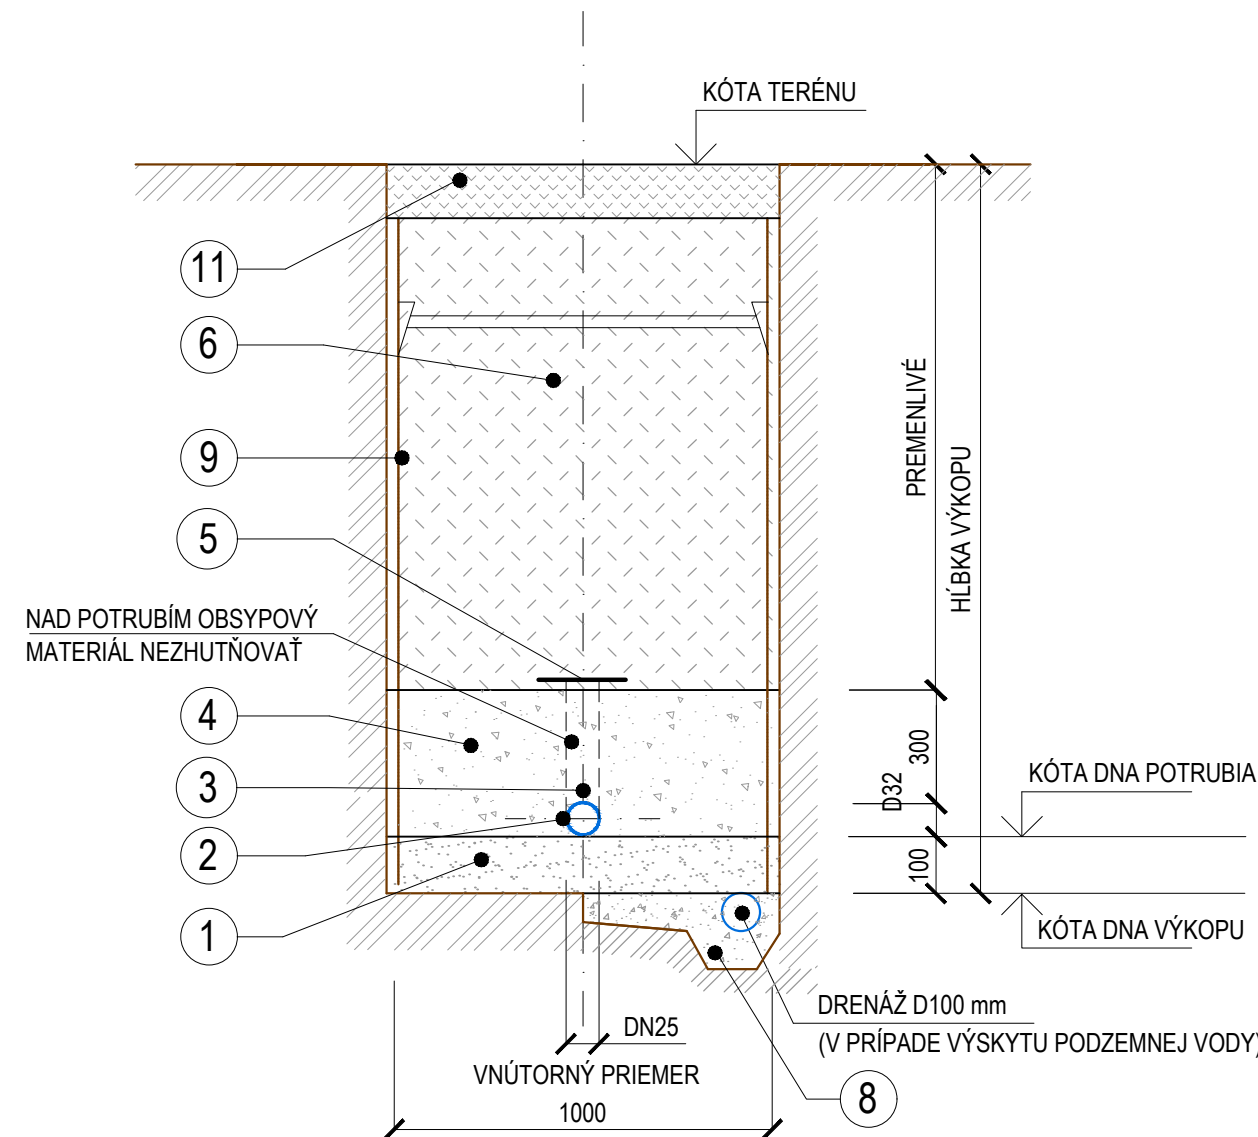 KÓTA TERÉNU
11
6
9
5
NAD POTRUBÍM OBSYPOVÝ
MATERIÁL NEZHUTŇOVAŤ
4
3
2
1
PREMENLIVÉ
HĹBKA VÝKOPU
300
D32
100
KÓTA DNA POTRUBIA
KÓTA DNA VÝKOPU
DRENÁŽ D100 mm
(V PRÍPADE VÝSKYTU PODZEMNEJ VODY)
8
DN25
VNÚTORNÝ PRIEMER
1000